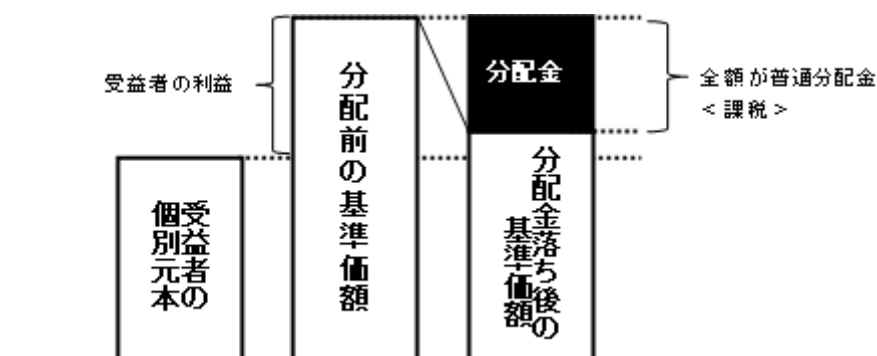 受益者の利益
受益者の
個別元本
分配前の基準価額
分配金
分配金落ち後の
基準価額
全額が普通分配金
<課税>